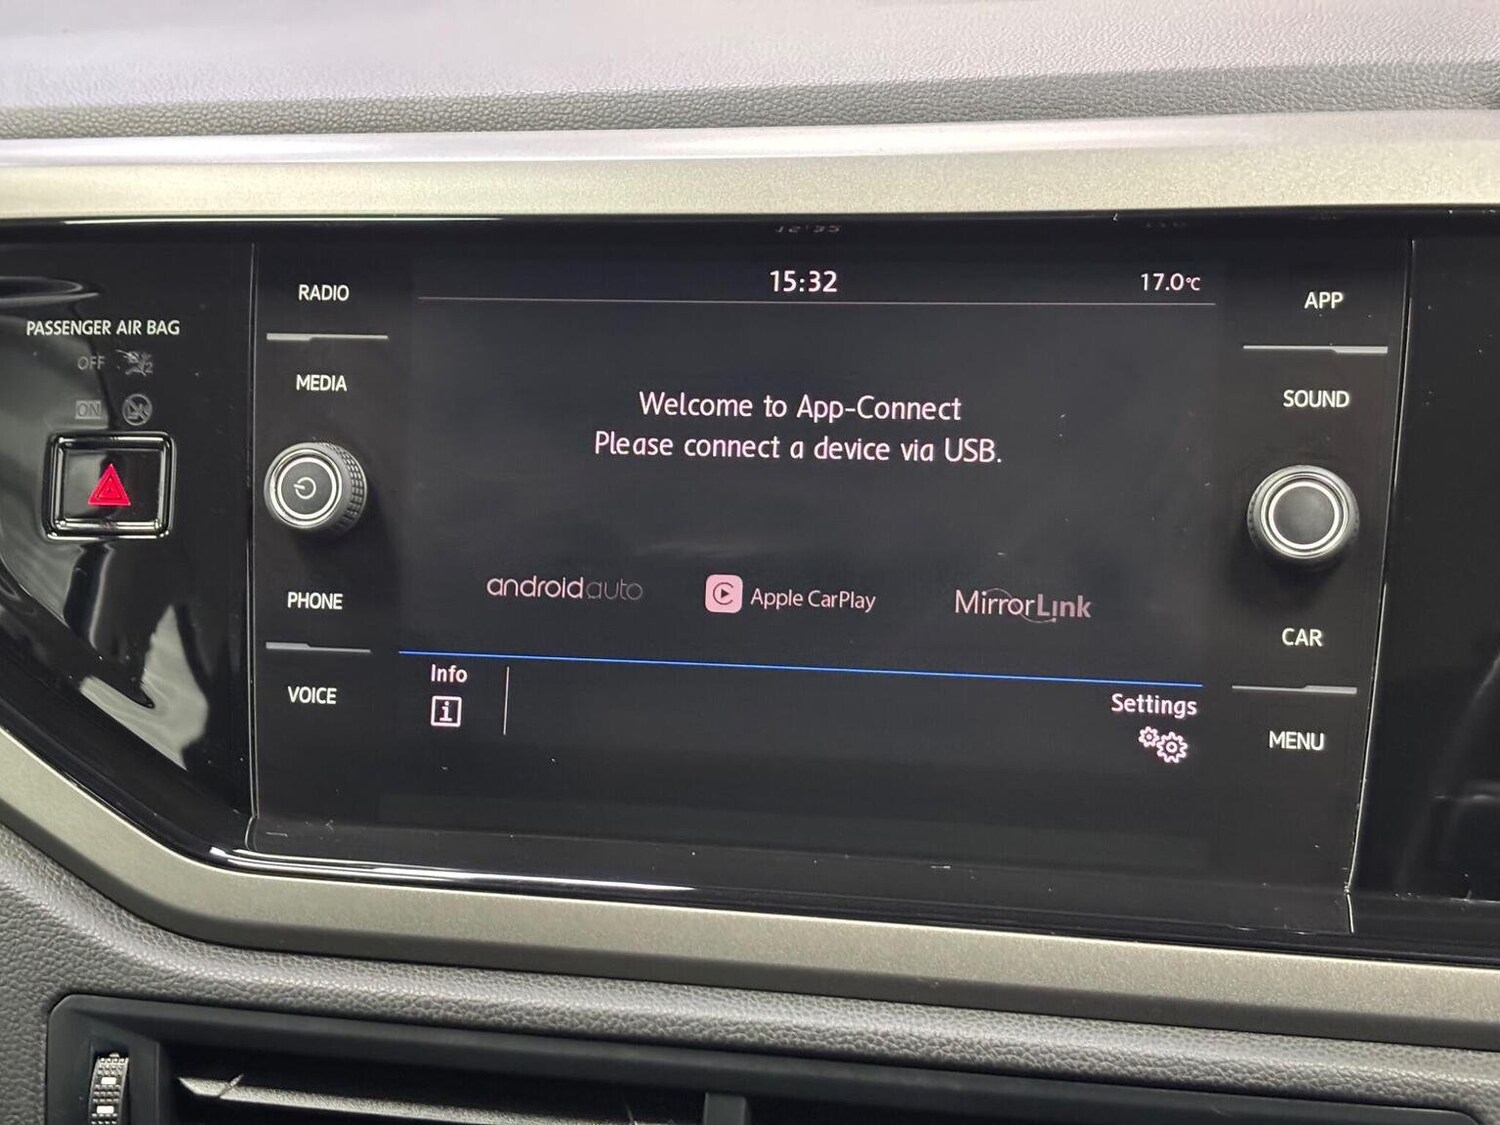 15:32
17.0°C
RADIO
MEDIA
PHONE
VOICE
PASSENGER AIR BAG
OFF
ON
Welcome to App-Connect
Please connect a device via USB.
androidauto
Apple CarPlay
MirrorLink
Info
i
Settings
APP
SOUND
CAR
MENU